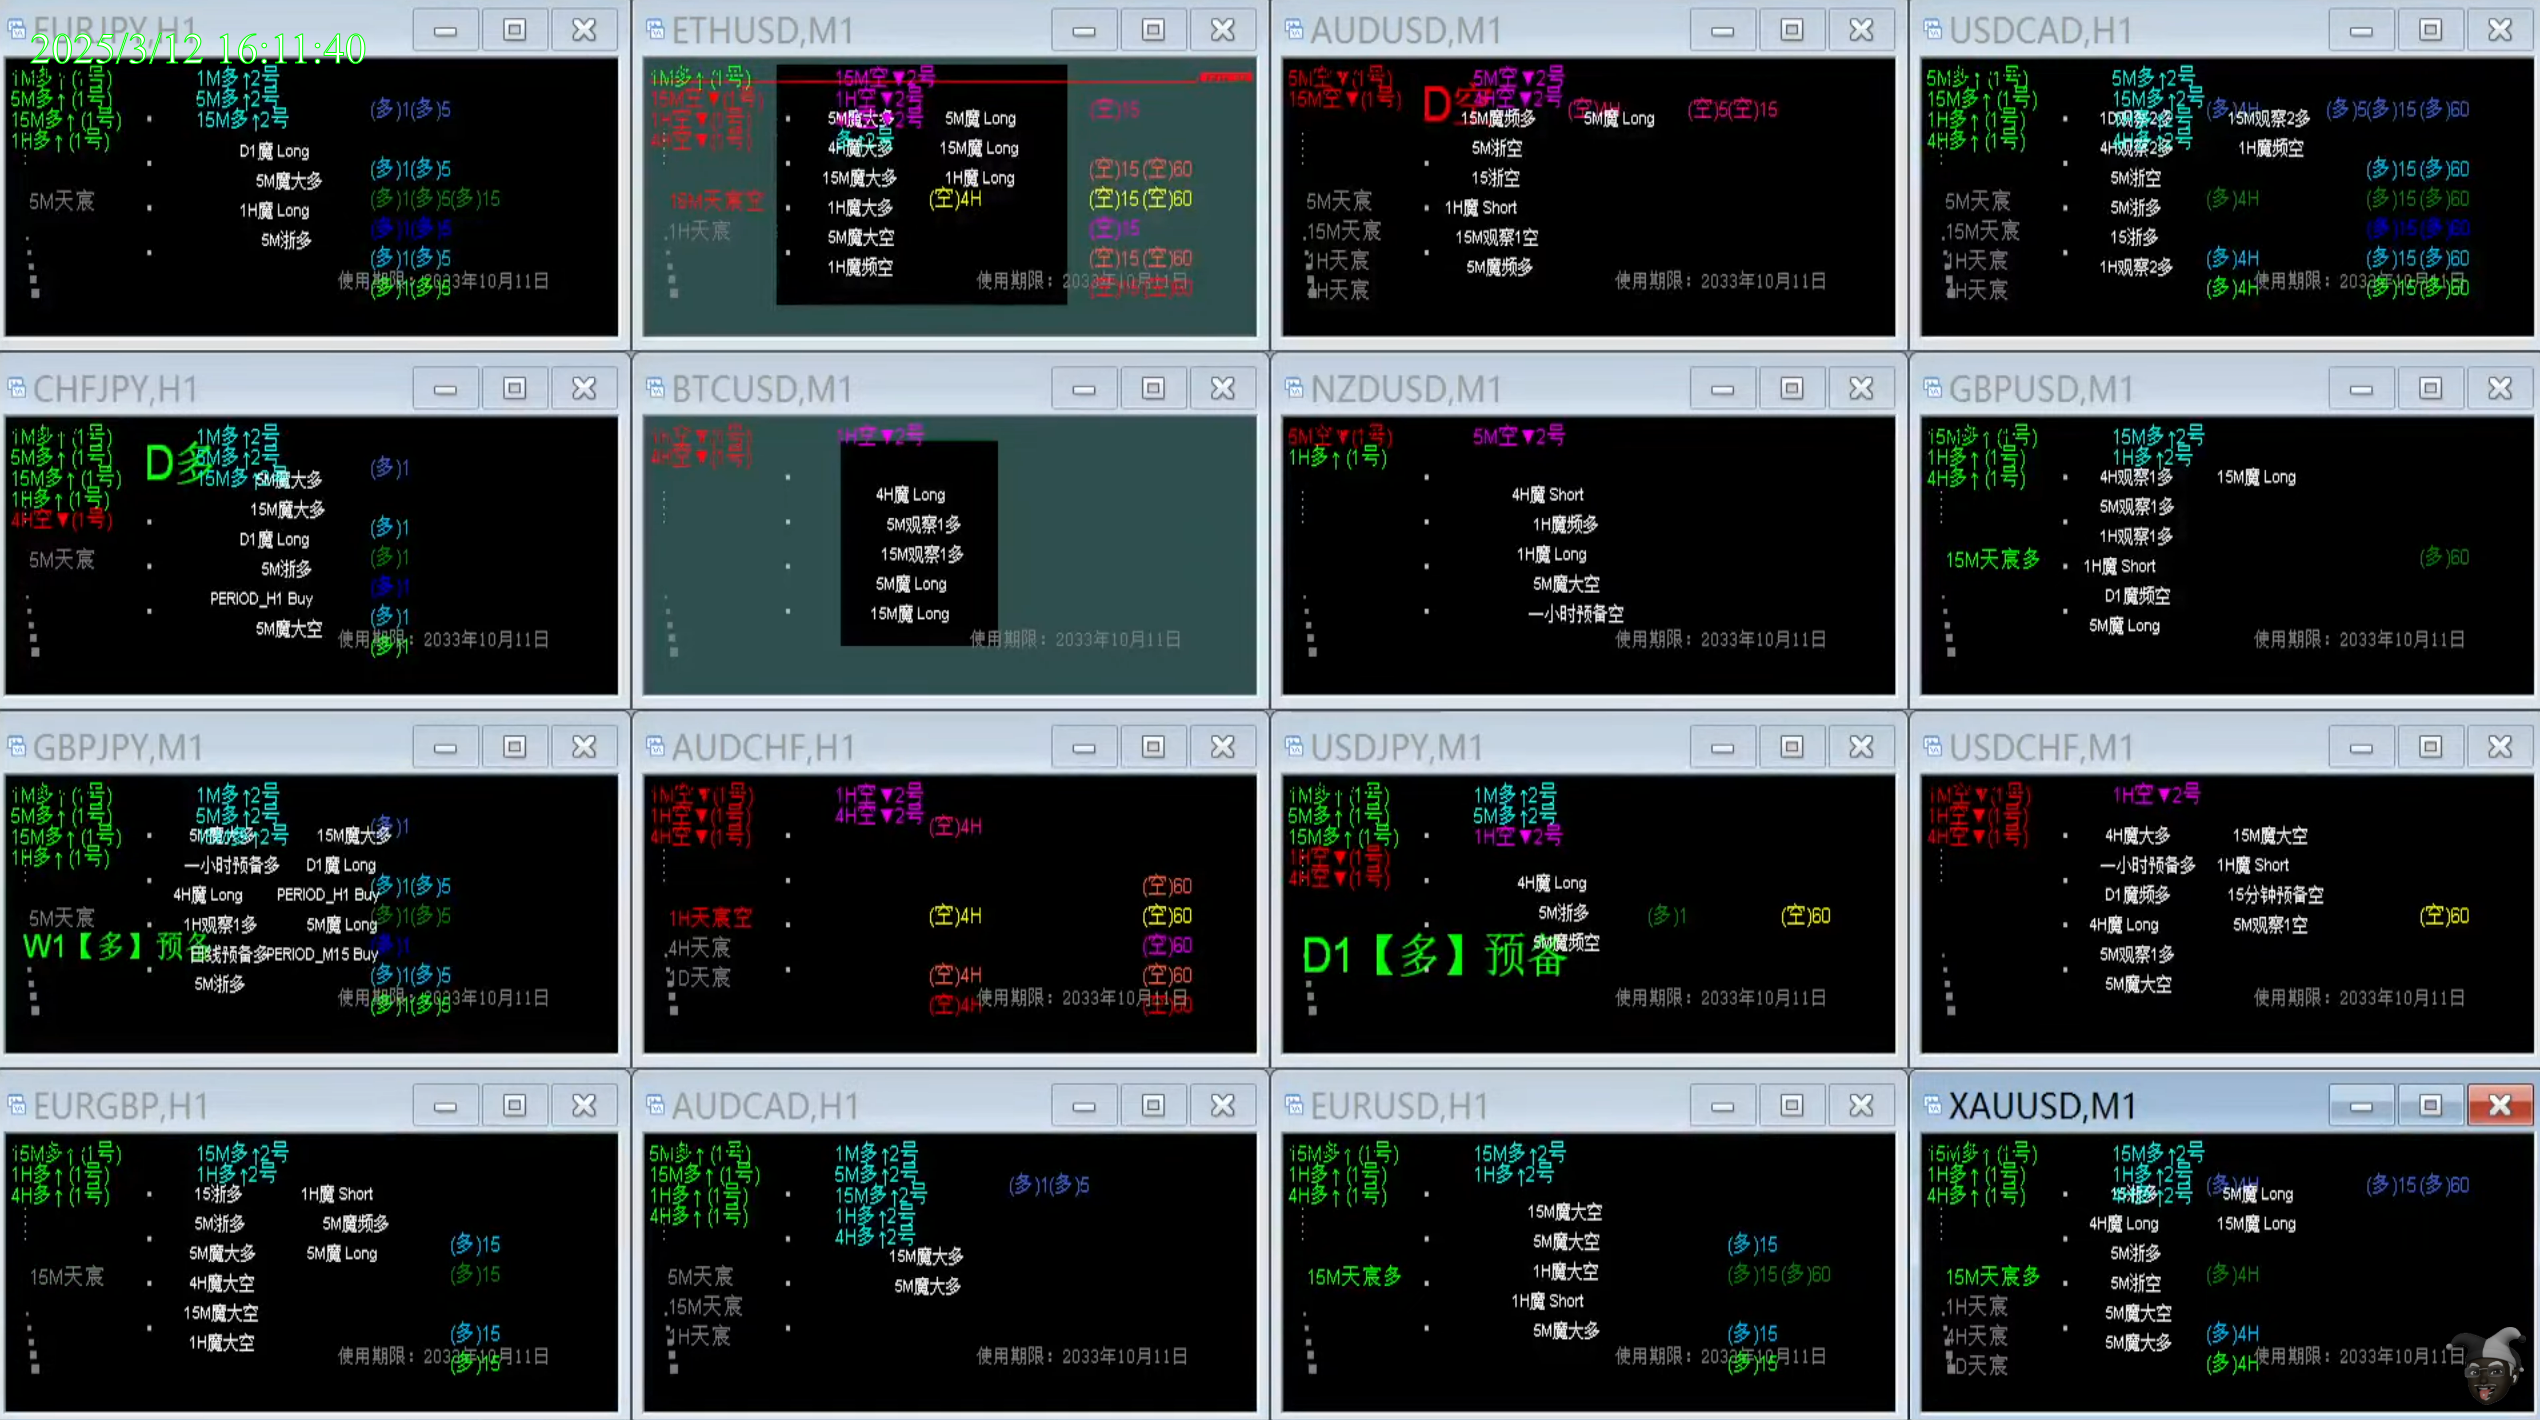 EURJPY,H1
2025/3/12 16:11:40
1M多↑(1号)
5M多↑(1号)
15M多↑(1号)
1H多↑(1号)
1M多↑2号
5M多↑2号
15M多↑2号
D1魔 Long
5M魔大多
1H魔 Long
5M浙多
5M天宸
(多)1(多)5
(多)1(多)5
(多)1(多)5(多)15
(多)1(多)5
(多)1(多)5
(多)1(多)5
使用期限: 2033年10月11日
ETHUSD,M1
1M多↑(1号)
15M空▼(1号)
1H空▼(1号)
4H空▼(1号)
15M空▼2号
1H空▼2号
5M魔大多
4H魔大多
15M魔大多
1H魔大多
5M魔大空
1H魔频空
5M魔 Long
15M魔 Long
1H魔 Long
(空)4H
15M天宸空
1H天宸
(空)15
(空)15(空)60
(空)15(空)60
(空)15
(空)15(空)60
使用期限: 2033年10月11日
AUDUSD,M1
5M空▼(1号)
15M空▼(1号)
5M空▼2号
D空
(空)4H
(空)5(空)15
15M魔频多
5M魔 Long
5M浙空
15浙空
1H魔 Short
15M观察1空
5M魔频多
5M天宸
15M天宸
1H天宸
4H天宸
使用期限: 2033年10月11日
USDCAD,H1
5M多↑(1号)
15M多↑(1号)
1H多↑(1号)
4H多↑(1号)
5M多↑2号
15M多↑2号
(多)4H
(多)5(多)15(多)60
1D观察2多
15M观察2多
4H观察2多
1H魔频空
5M浙空
5M浙多
15浙多
1H观察2多
5M天宸
15M天宸
1H天宸
4H天宸
(多)15(多)60
(多)4H
(多)15(多)60
(多)15(多)60
(多)4H
(多)15(多)60
(多)4H
(多)15(多)60
使用期限: 2033年10月11日
CHFJPY,H1
1M多↑(1号)
5M多↑(1号)
15M多↑(1号)
1H多↑(1号)
4H空▼(1号)
D多
1M多↑2号
5M多↑2号
15M多↑2号
5M魔大多
15M魔大多
D1魔 Long
5M浙多
PERIOD_H1 Buy
5M魔大空
5M天宸
(多)1
(多)1
(多)1
(多)1
(多)1
(多)1
使用期限: 2033年10月11日
BTCUSD,M1
1H空▼(1号)
4H空▼(1号)
1H空▼2号
4H魔 Long
5M观察1多
15M观察1多
5M魔 Long
15M魔 Long
使用期限: 2033年10月11日
NZDUSD,M1
5M空▼(1号)
1H多↑(1号)
5M空▼2号
4H魔 Short
1H魔频多
1H魔 Long
5M魔大空
一小时预备空
使用期限: 2033年10月11日
GBPUSD,M1
15M多↑(1号)
1H多↑(1号)
4H多↑(1号)
15M多↑2号
1H多↑2号
4H观察1多
15M魔 Long
5M观察1多
1H观察1多
1H魔 Short
D1魔频空
5M魔 Long
15M天宸多
(多)60
使用期限: 2033年10月11日
GBPJPY,M1
1M多↑(1号)
5M多↑(1号)
15M多↑(1号)
1H多↑(1号)
1M多↑2号
5M多↑2号
15M多↑2号
5M魔大多
15M魔大多
一小时预备多
D1魔 Long
4H魔 Long
PERIOD_H1 Buy
1H观察1多
5M魔 Long
日线预备多
PERIOD_M15 Buy
5M浙多
5M天宸
W1【多】预备
(多)1
(多)1(多)5
(多)1(多)5
(多)1
(多)1(多)5
(多)1(多)5
使用期限: 2033年10月11日
AUDCHF,H1
1M空▼(1号)
1H空▼(1号)
4H空▼(1号)
1H空▼2号
4H空▼2号
(空)4H
(空)60
1H天宸空
(空)4H
(空)60
4H天宸
(空)60
1D天宸
(空)4H
(空)60
(空)4H
(空)60
使用期限: 2033年10月11日
USDJPY,M1
1M多↑(1号)
5M多↑(1号)
15M多↑(1号)
1H空▼(1号)
4H空▼(1号)
1M多↑2号
5M多↑2号
1H空▼2号
4H魔 Long
5M浙多
5M魔频空
(多)1
(空)60
D1【多】预备
使用期限: 2033年10月11日
USDCHF,M1
1M空▼(1号)
1H空▼(1号)
4H空▼(1号)
1H空▼2号
4H魔大多
15M魔大空
一小时预备多
1H魔 Short
D1魔频多
15分钟预备空
4H魔 Long
5M观察1空
5M观察1多
5M魔大空
(空)60
使用期限: 2033年10月11日
EURGBP,H1
15M多↑(1号)
1H多↑(1号)
4H多↑(1号)
15M多↑2号
1H多↑2号
15浙多
1H魔 Short
5M浙多
5M魔频多
5M魔大多
5M魔 Long
4H魔大空
15M魔大空
1H魔大空
15M天宸
(多)15
(多)15
(多)15
(多)15
使用期限: 2033年10月11日
AUDCAD,H1
5M多↑(1号)
15M多↑(1号)
1H多↑(1号)
4H多↑(1号)
1M多↑2号
5M多↑2号
15M多↑2号
1H多↑2号
4H多↑2号
(多)1(多)5
15M魔大多
5M魔大多
5M天宸
15M天宸
1H天宸
使用期限: 2033年10月11日
EURUSD,H1
15M多↑(1号)
1H多↑(1号)
4H多↑(1号)
15M多↑2号
1H多↑2号
15M魔大空
5M魔大空
1H魔大空
1H魔 Short
5M魔大多
15M天宸多
(多)15
(多)15(多)60
(多)15
(多)15
使用期限: 2033年10月11日
XAUUSD,M1
15M多↑(1号)
1H多↑(1号)
4H多↑(1号)
15M多↑2号
1H多↑2号
4H多↑2号
(多)4H
(多)15(多)60
15浙多
5M魔 Long
4H魔 Long
15M魔 Long
5M浙多
5M浙空
5M魔大空
5M魔大多
15M天宸多
1H天宸
4H天宸
1D天宸
(多)4H
(多)4H
(多)4H
使用期限: 2033年10月11日